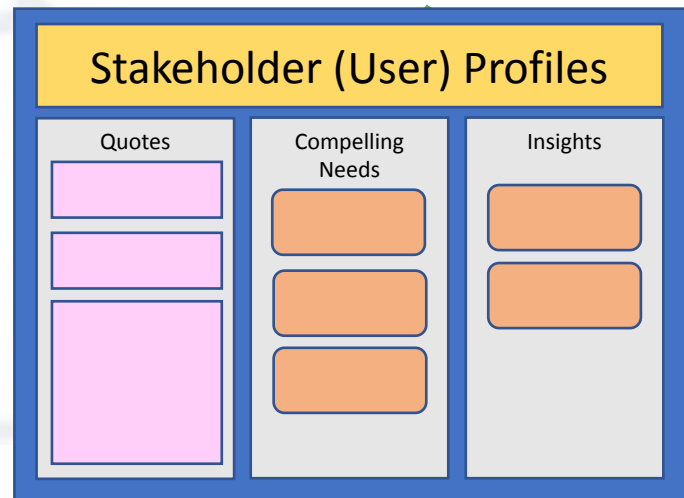 Stakeholder (User) Profiles
Quotes
Compelling
Needs
Insights